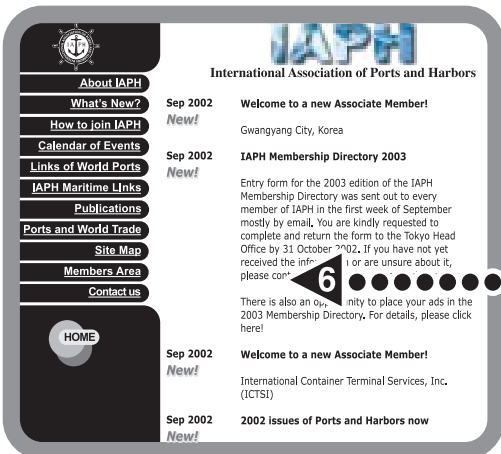 IAPH
IAPH
International Association of Ports and Harbors
About IAPH
What's New?
How to join IAPH
Calendar of Events
Links of World Ports
IAPH Maritime LInks
Publications
Ports and World Trade
Site Map
Members Area
Contact us
HOME
Sep 2002
New!
Welcome to a new Associate Member!
Gwangyang City, Korea
Sep 2002
New!
IAPH Membership Directory 2003
Entry form for the 2003 edition of the IAPH
Membership Directory was sent out to every
member of IAPH in the first week of September
mostly by email. You are kindly requested to
complete and return the form to the Tokyo Head
Office by 31 October 2002. If you have not yet
received the or are unsure about it,
please
6
There is also an to place your ads in the
2003 Membership Directory. For details, please click
here!
Sep 2002
New!
Welcome to a new Associate Member!
International Container Terminal Services, Inc.
(ICTSI)
Sep 2002
New!
2002 issues of Ports and Harbors now